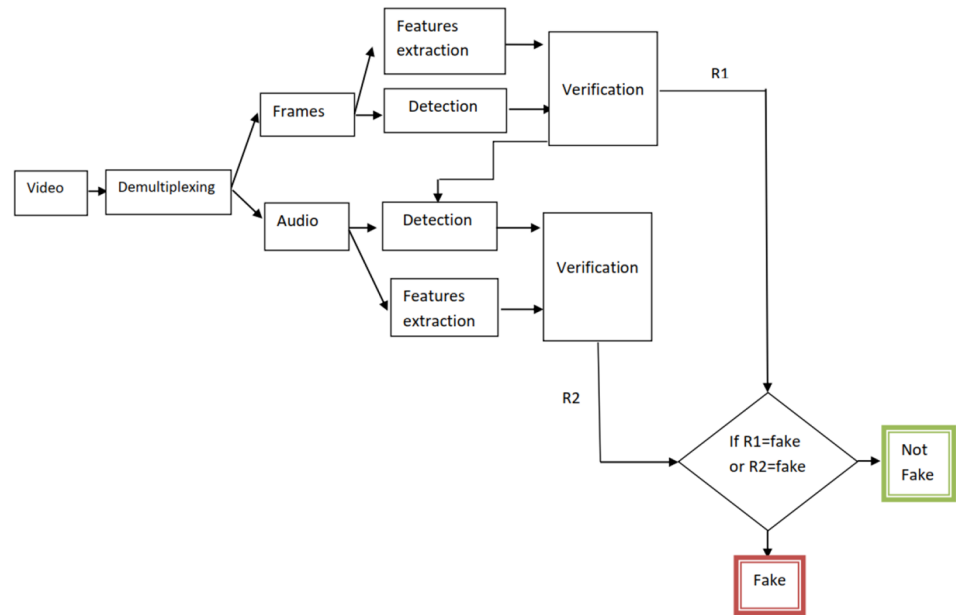 Features
extraction
Verification
R1
Detection
Frames
Video
Demultiplexing
Audio
Detection
Verification
Features
extraction
R2
If R1=fake
or R2=fake
Not
Fake
Fake